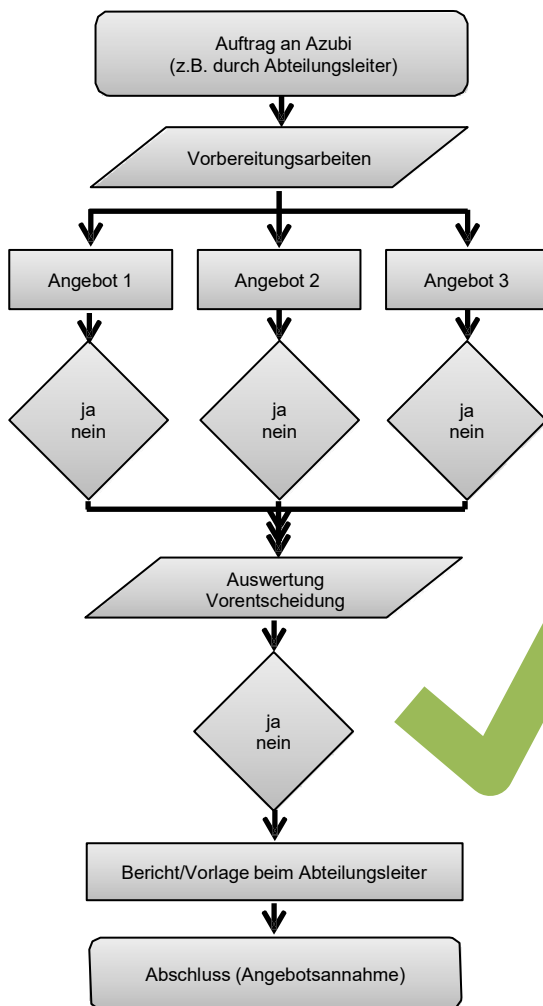 Auftrag an Azubi
(z.B. durch Abteilungsleiter)
Vorbereitungsarbeiten
Angebot 1
Angebot 2
Angebot 3
ja
nein
ja
nein
ja
nein
Auswertung
Vorentscheidung
ja
nein
Bericht/Vorlage beim Abteilungsleiter
Abschluss (Angebotsannahme)